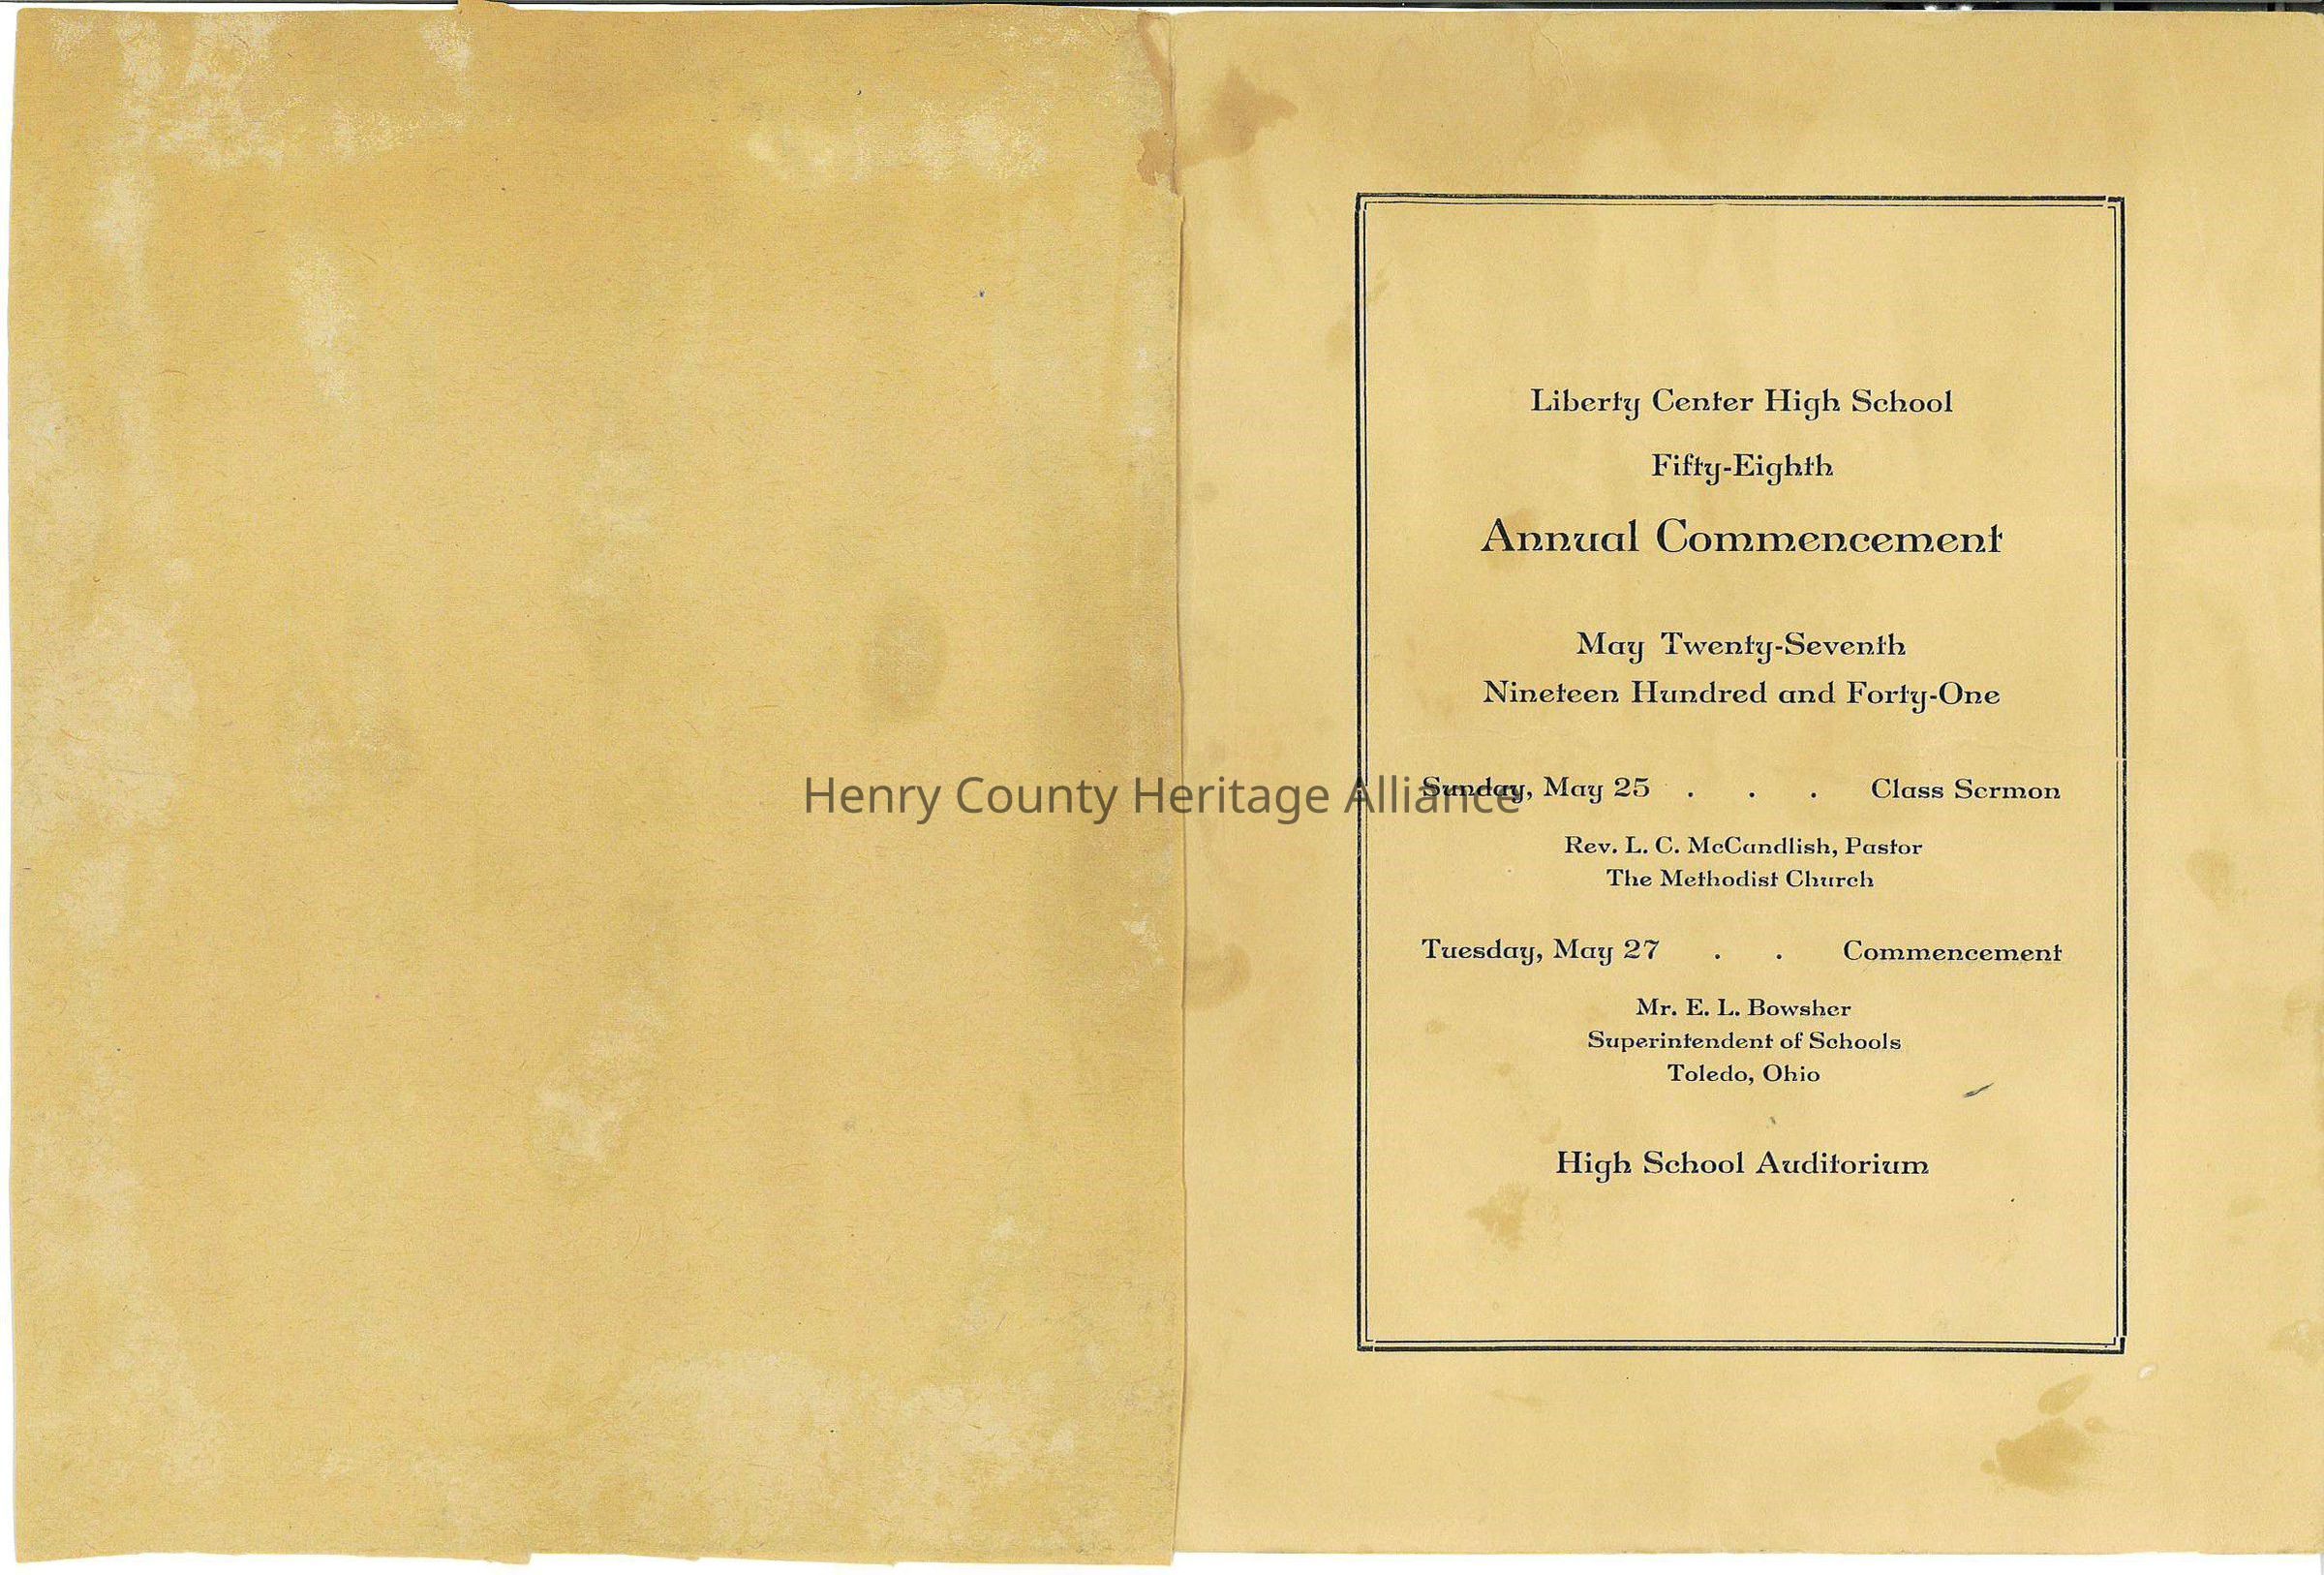 Liberty Center High School
Fifty-Eighth
Annual Commencement
May Twenty-Seventh
Nineteen Hundred and Forty-One
Sunday, May 25 . . . Class Sermon
Rev. L. C. McCandlish, Pastor
The Methodist Church
Tuesday, May 27 . . Commencement
Mr. E. L. Bowsher
Superintendent of Schools
Toledo, Ohio
High School Auditorium
Henry County Heritage Alliance